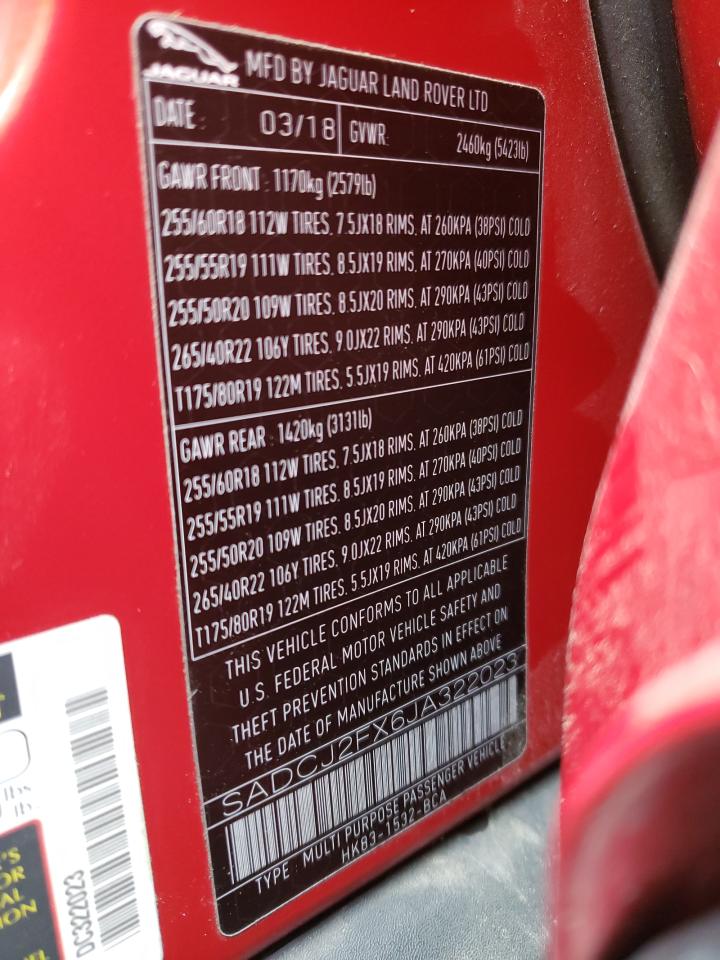 JAGUAR
MFD BY JAGUAR LAND ROVER LTD
DATE : 03/18 GVWR: 2460kg (5423lb)
GAWR FRONT : 1170kg (2579lb)
255/60R18 112W TIRES, 7.5JX18 RIMS, AT 260KPA (38PSI) COLD
255/55R19 111W TIRES, 8.5JX19 RIMS, AT 270KPA (40PSI) COLD
255/50R20 109W TIRES, 8.5JX20 RIMS, AT 290KPA (43PSI) COLD
265/40R22 106Y TIRES, 9.0JX22 RIMS, AT 290KPA (43PSI) COLD
T175/80R19 122M TIRES, 5.5JX19 RIMS, AT 420KPA (61PSI) COLD
GAWR REAR : 1420kg (3131lb)
255/60R18 112W TIRES, 7.5JX18 RIMS, AT 260KPA (38PSI) COLD
255/55R19 111W TIRES, 8.5JX19 RIMS, AT 270KPA (40PSI) COLD
255/50R20 109W TIRES, 8.5JX20 RIMS, AT 290KPA (43PSI) COLD
265/40R22 106Y TIRES, 9.0JX22 RIMS, AT 290KPA (43PSI) COLD
T175/80R19 122M TIRES, 5.5JX19 RIMS, AT 420KPA (61PSI) COLD
THIS VEHICLE CONFORMS TO ALL APPLICABLE
U.S. FEDERAL MOTOR VEHICLE SAFETY AND
THEFT PREVENTION STANDARDS IN EFFECT ON
THE DATE OF MANUFACTURE SHOWN ABOVE
SADCJ2FX6JA322023
TYPE : MULTI PURPOSE PASSENGER VEHICLE
HK83-1532-BCA
lbs
DC322023